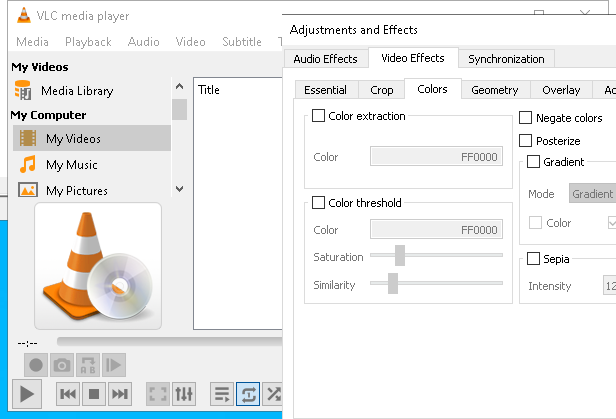 VLC media player
Media Playback Audio Video Subtitle
My Videos
Media Library
My Computer
My Videos
My Music
My Pictures
Title
--:--
Adjustments and Effects
Audio Effects Video Effects Synchronization
Essential Crop Colors Geometry Overlay
Color extraction
Color FF0000
Color threshold
Color FF0000
Saturation
Similarity
Negate colors
Posterize
Gradient
Mode Gradient
Color
Sepia
Intensity 12